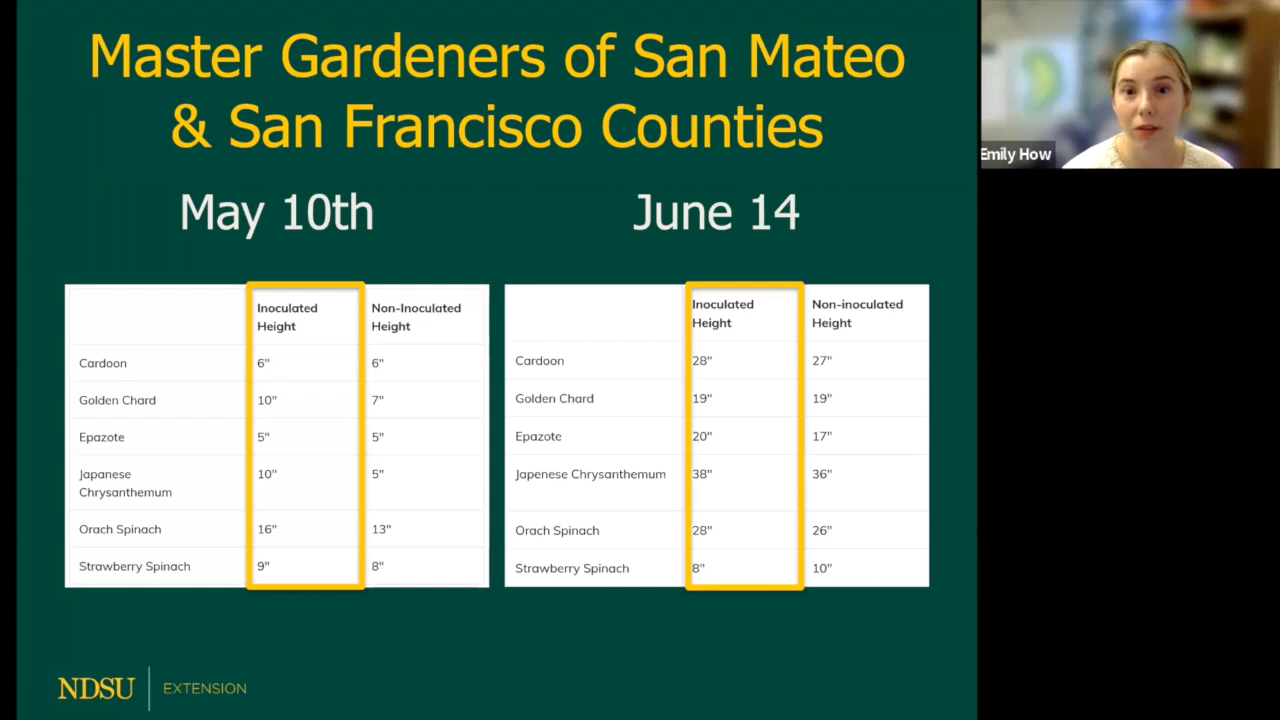 Master Gardeners of San Mateo
& San Francisco Counties
May 10th
June 14
Inoculated Height Non-Inoculated Height
Cardoon 6" 6"
Golden Chard 10" 7"
Epazote 5" 5"
Japanese Chrysanthemum 10" 5"
Orach Spinach 16" 13"
Strawberry Spinach 9" 8"
Inoculated Height Non-inoculated Height
Cardoon 28" 27"
Golden Chard 19" 19"
Epazote 20" 17"
Japenese Chrysanthemum 38" 36"
Orach Spinach 28" 26"
Strawberry Spinach 8" 10"
NDSU EXTENSION
Emily How